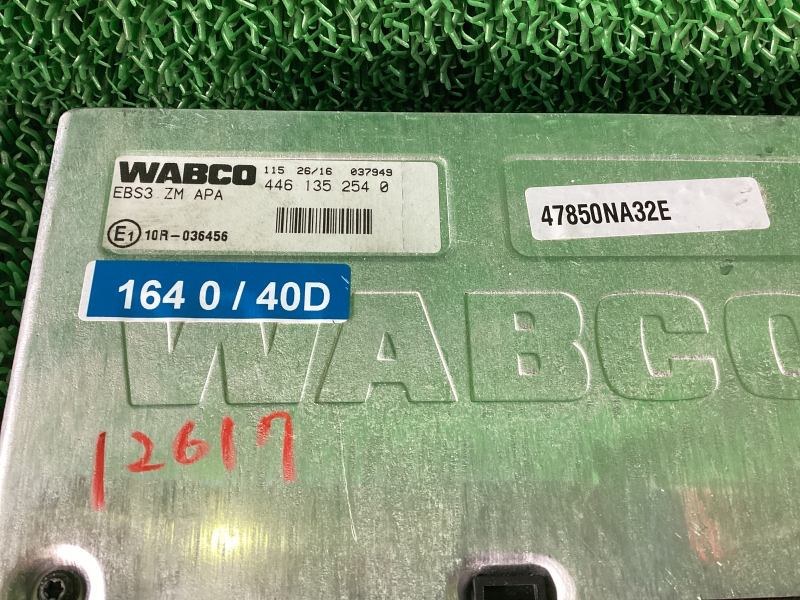 WABCO 115 26/16 037949
446 135 254 0
EBS3 ZM APA
E1 10R-036456
47850NA32E
164 0 / 40D
WABCO
12617